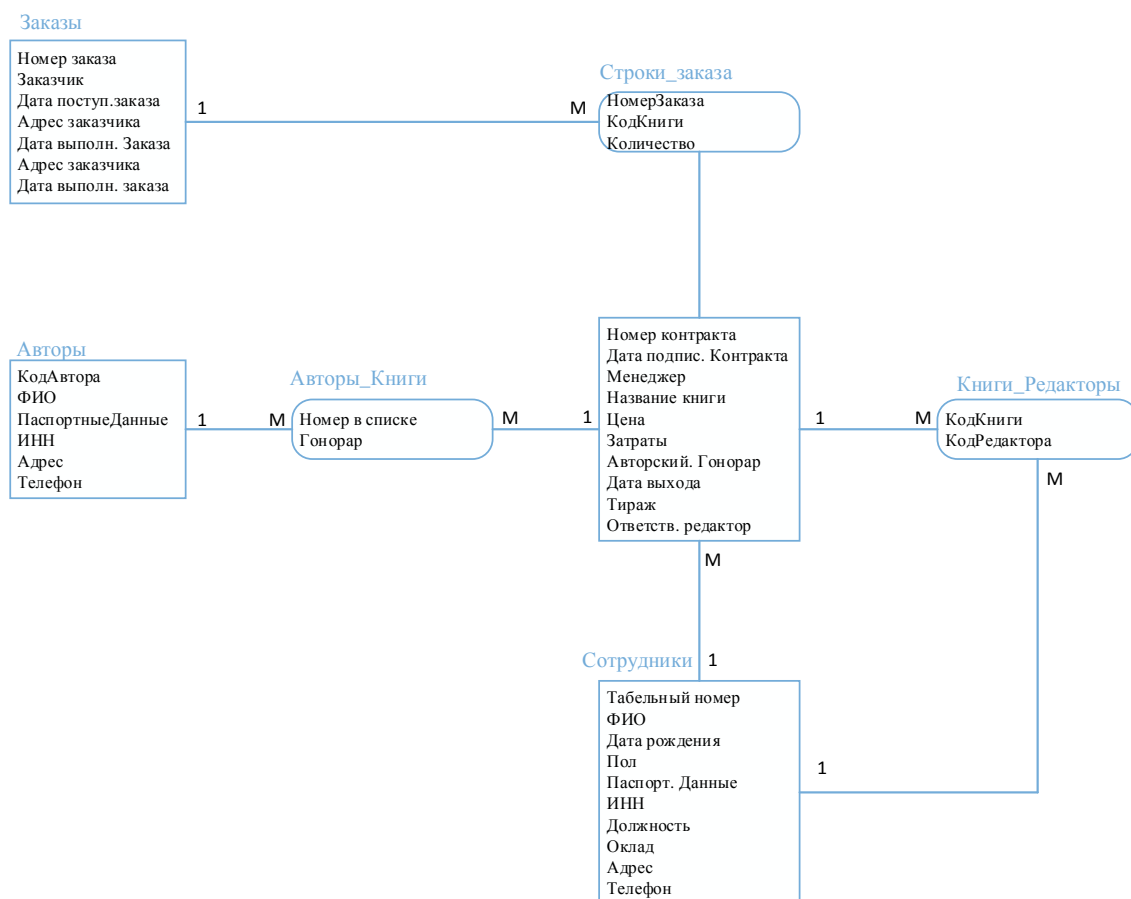 Заказы
Номер заказа
Заказчик
Дата поступ.заказа
Адрес заказчика
Дата выполн. Заказа
Адрес заказчика
Дата выполн. заказа
1
М
Строки_заказа
НомерЗаказа
КодКниги
Количество
Авторы
КодАвтора
ФИО
ПаспортныеДанные
ИНН
Адрес
Телефон
1
М
Авторы_Книги
Номер в списке
Гонорар
М
1
Номер контракта
Дата подпис. Контракта
Менеджер
Название книги
Цена
Затраты
Авторский. Гонорар
Дата выхода
Тираж
Ответств. редактор
1
М
Книги_Редакторы
КодКниги
КодРедактора
М
М
1
Сотрудники
Табельный номер
ФИО
Дата рождения
Пол
Паспорт. Данные
ИНН
Должность
Оклад
Адрес
Телефон
1